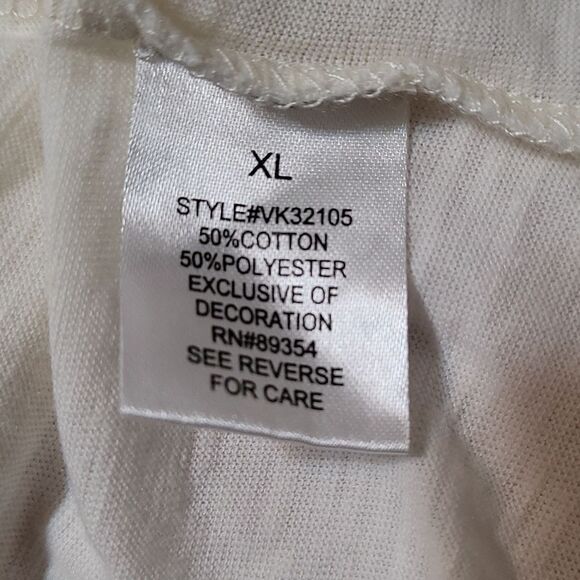 XL
STYLE#VK32105
50%COTTON
50%POLYESTER
EXCLUSIVE OF
DECORATION
RN#89354
SEE REVERSE
FOR CARE